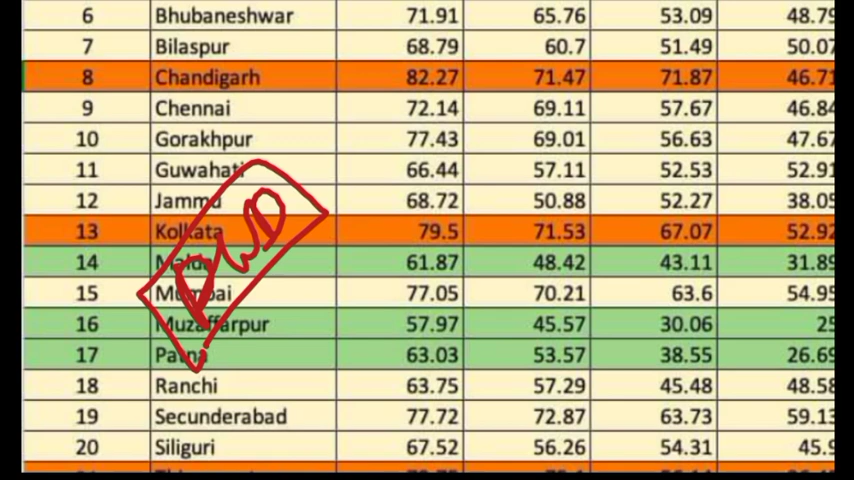 6 Bhubaneshwar 71.91 65.76 53.09 48.79
7 Bilaspur 68.79 60.7 51.49 50.07
8 Chandigarh 82.27 71.47 71.87 46.71
9 Chennai 72.14 69.11 57.67 46.84
10 Gorakhpur 77.43 69.01 56.63 47.67
11 Guwahati 66.44 57.11 52.53 52.91
12 Jammu 68.72 50.88 52.27 38.05
13 Kolkata 79.5 71.53 67.07 52.92
14 Malda 61.87 48.42 43.11 31.89
15 Mumbai 77.05 70.21 63.6 54.95
16 Muzaffarpur 57.97 45.57 30.06 25
17 Patna 63.03 53.57 38.55 26.69
18 Ranchi 63.75 57.29 45.48 48.58
19 Secunderabad 77.72 72.87 63.73 59.13
20 Siliguri 67.52 56.26 54.31 45.9